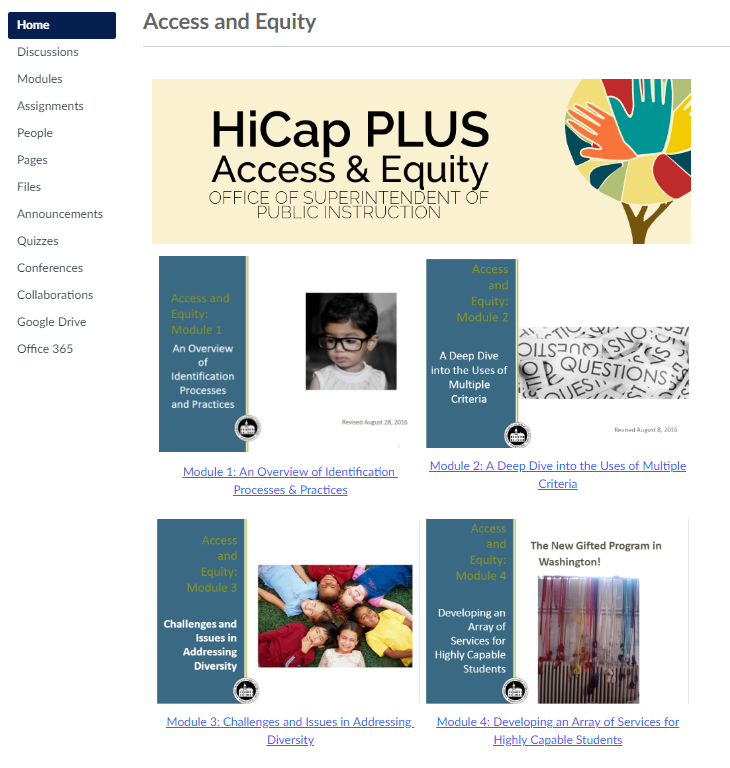 Home
Discussions
Modules
Assignments
People
Pages
Files
Announcements
Quizzes
Conferences
Collaborations
Google Drive
Office 365
Access and Equity
HiCap PLUS
Access & Equity
OFFICE OF SUPERINTENDENT OF
PUBLIC INSTRUCTION
Access and
Equity:
Module 1
An Overview
of
Identification
Processes
and Practices
Revised August 28, 2016
Module 1: An Overview of Identification
Processes & Practices
Access
and
Equity:
Module 2
A Deep Dive
into the Uses of
Multiple
Criteria
QUESTIONS
Revised August 8, 2016
Module 2: A Deep Dive into the Uses of Multiple
Criteria
Access
and
Equity:
Module 3
Challenges and
Issues in
Addressing
Diversity
Module 3: Challenges and Issues in Addressing
Diversity
Access
and
Equity:
Module 4
Developing an
Array of
Services for
Highly Capable
Students
The New Gifted Program in
Washington!
Module 4: Developing an Array of Services for
Highly Capable Students